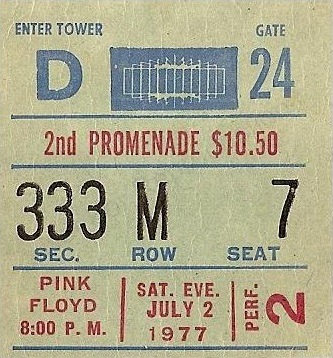 ENTER TOWER
GATE
D
24
2nd PROMENADE $10.50
333 M 7
SEC. ROW SEAT
PINK
FLOYD
8:00 P. M.
SAT. EVE.
JULY 2
1977
PERF. 2